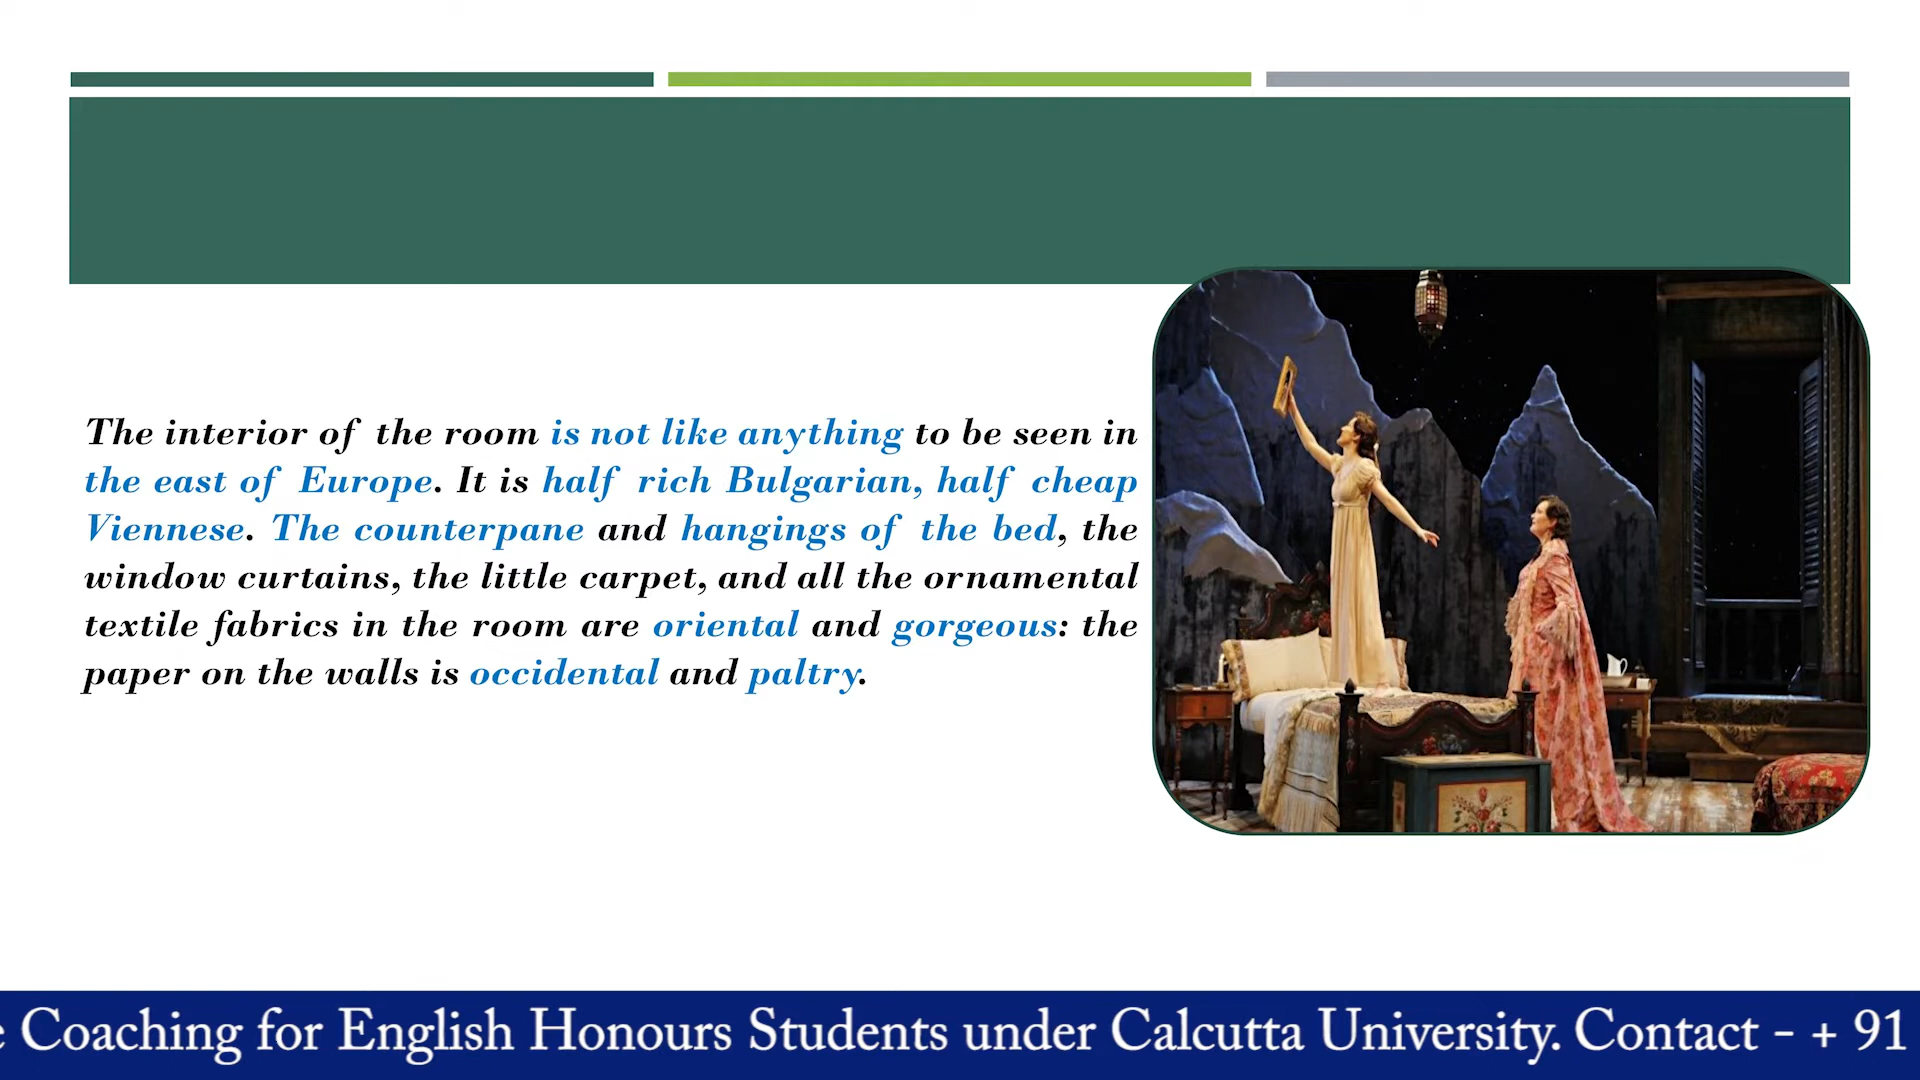 The interior of the room is not like anything to be seen in
the east of Europe. It is half rich Bulgarian, half cheap
Viennese. The counterpane and hangings of the bed, the
window curtains, the little carpet, and all the ornamental
textile fabrics in the room are oriental and gorgeous: the
paper on the walls is occidental and paltry.
e Coaching for English Honours Students under Calcutta University. Contact - + 91